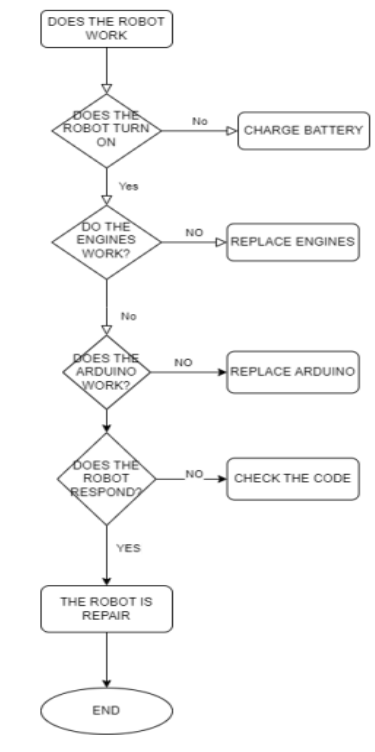 DOES THE ROBOT
WORK
DOES THE
ROBOT TURN
ON
No
CHARGE BATTERY
Yes
DO THE
ENGINES
WORK?
NO
REPLACE ENGINES
No
DOES THE
ARDUINO
WORK?
NO
REPLACE ARDUINO
DOES THE
ROBOT
RESPOND?
NO
CHECK THE CODE
YES
THE ROBOT IS
REPAIR
END